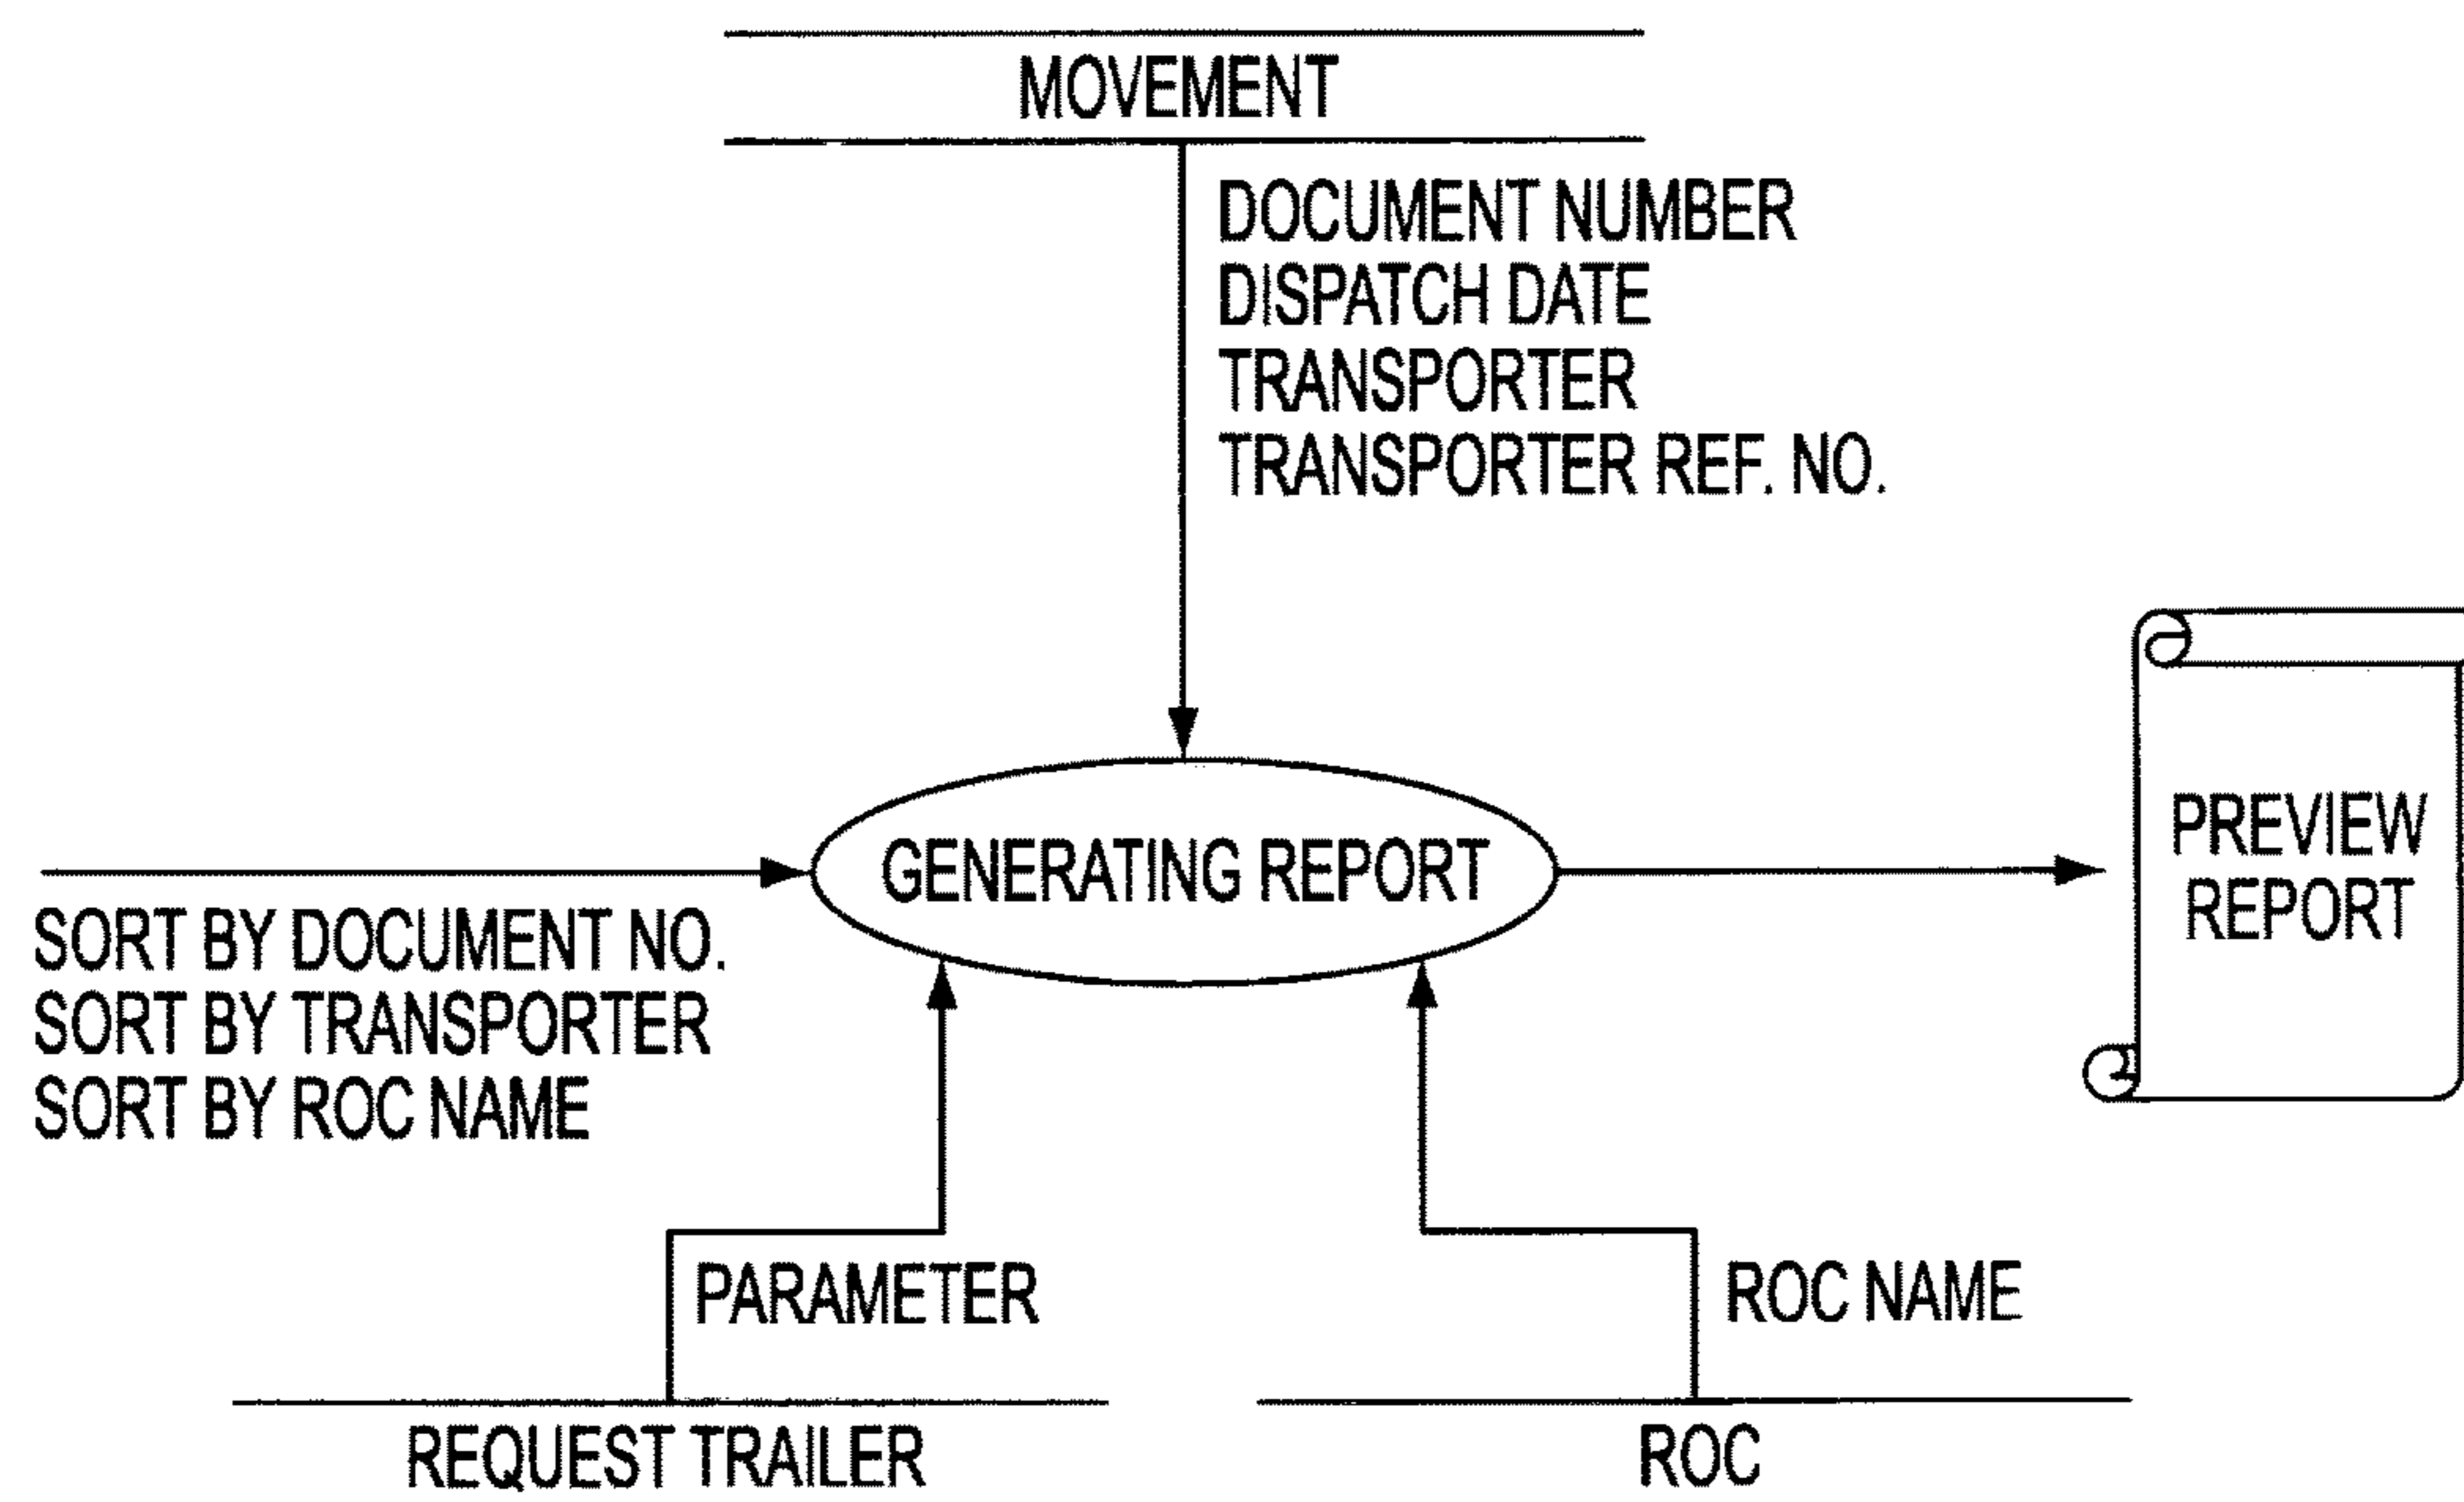 MOVEMENT
DOCUMENT NUMBER
DISPATCH DATE
TRANSPORTER
TRANSPORTER REF. NO.
GENERATING REPORT
PREVIEW
REPORT
SORT BY DOCUMENT NO.
SORT BY TRANSPORTER
SORT BY ROC NAME
PARAMETER
ROC NAME
REQUEST TRAILER
ROC